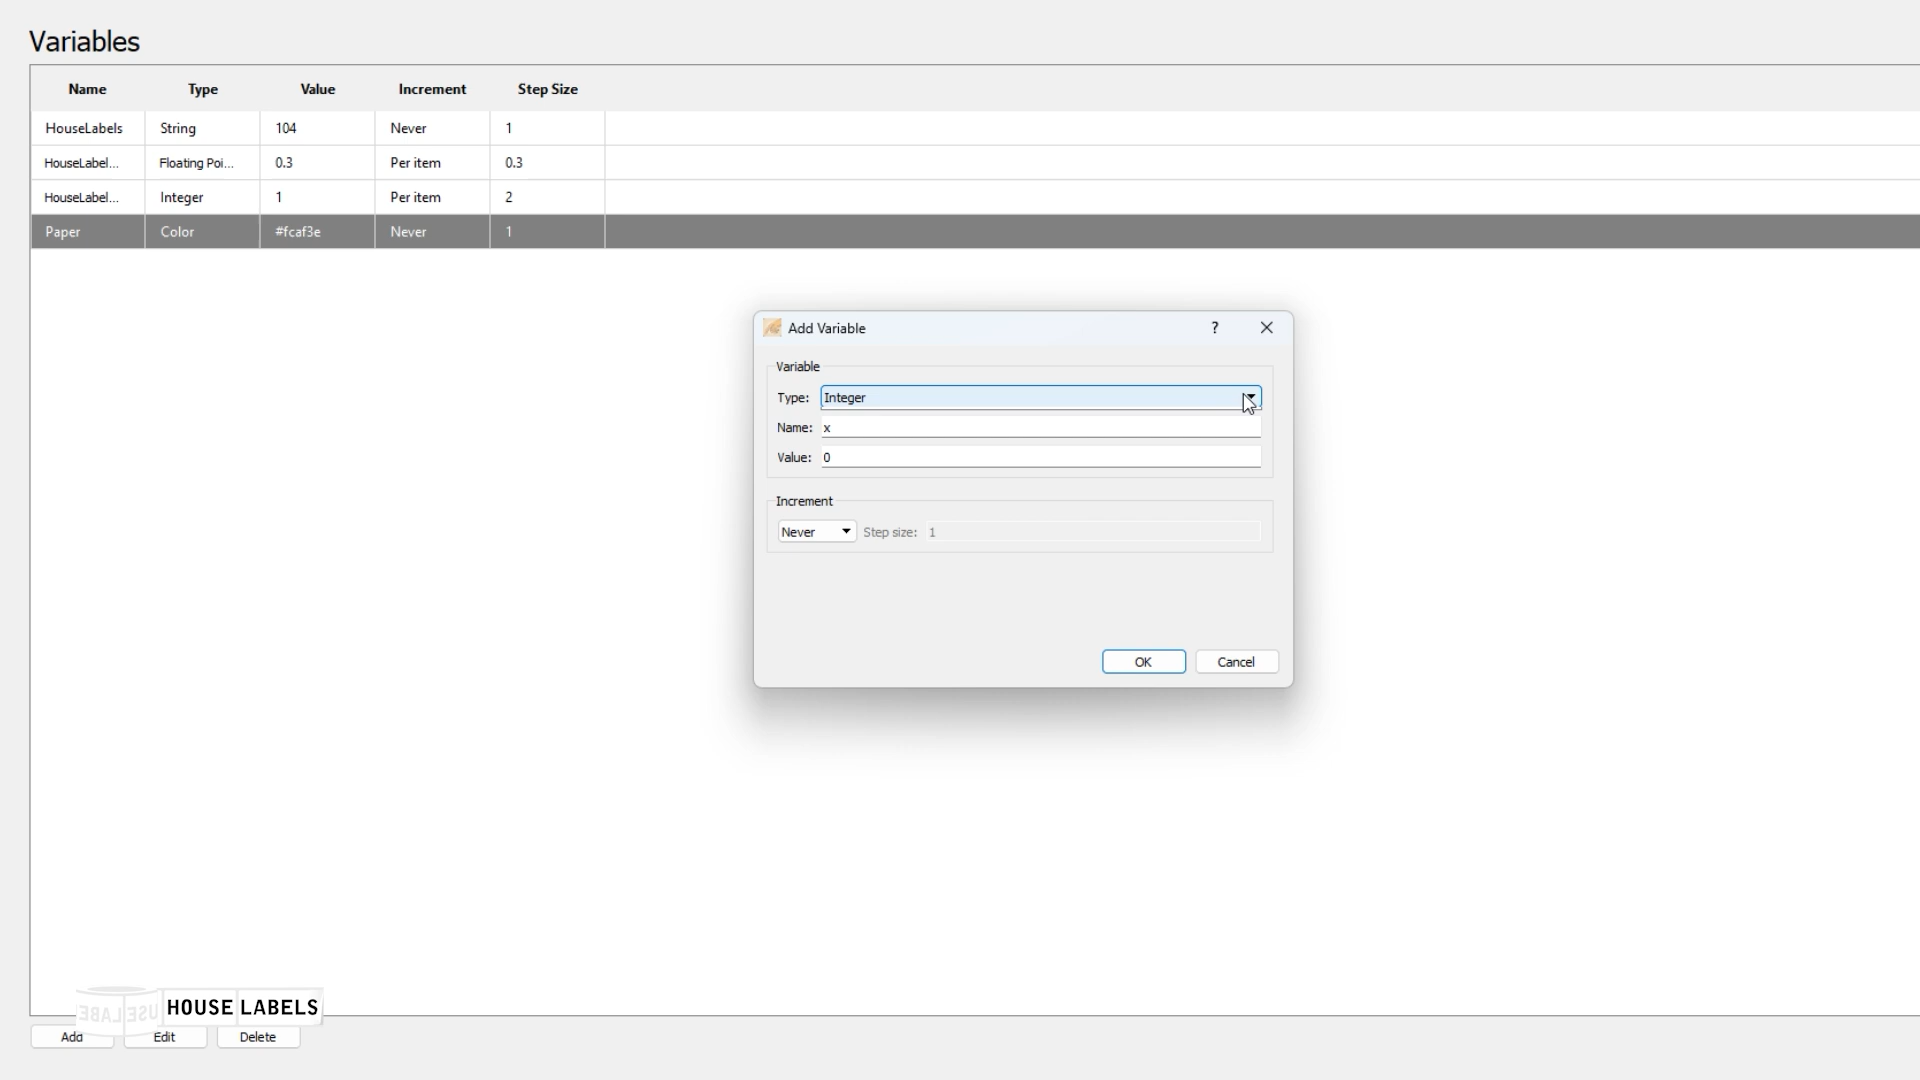 Variables
Name Type Value Increment Step Size
HouseLabels String 104 Never 1
HouseLabel... Floating Poi... 0.3 Per item 0.3
HouseLabel... Integer 1 Per item 2
Paper Color #fcaf3e Never 1
Add Variable ?
Variable
Type: Integer
Name: x
Value: 0
Increment
Never Step size: 1
OK Cancel
HOUSE LABELS
Add Edit Delete